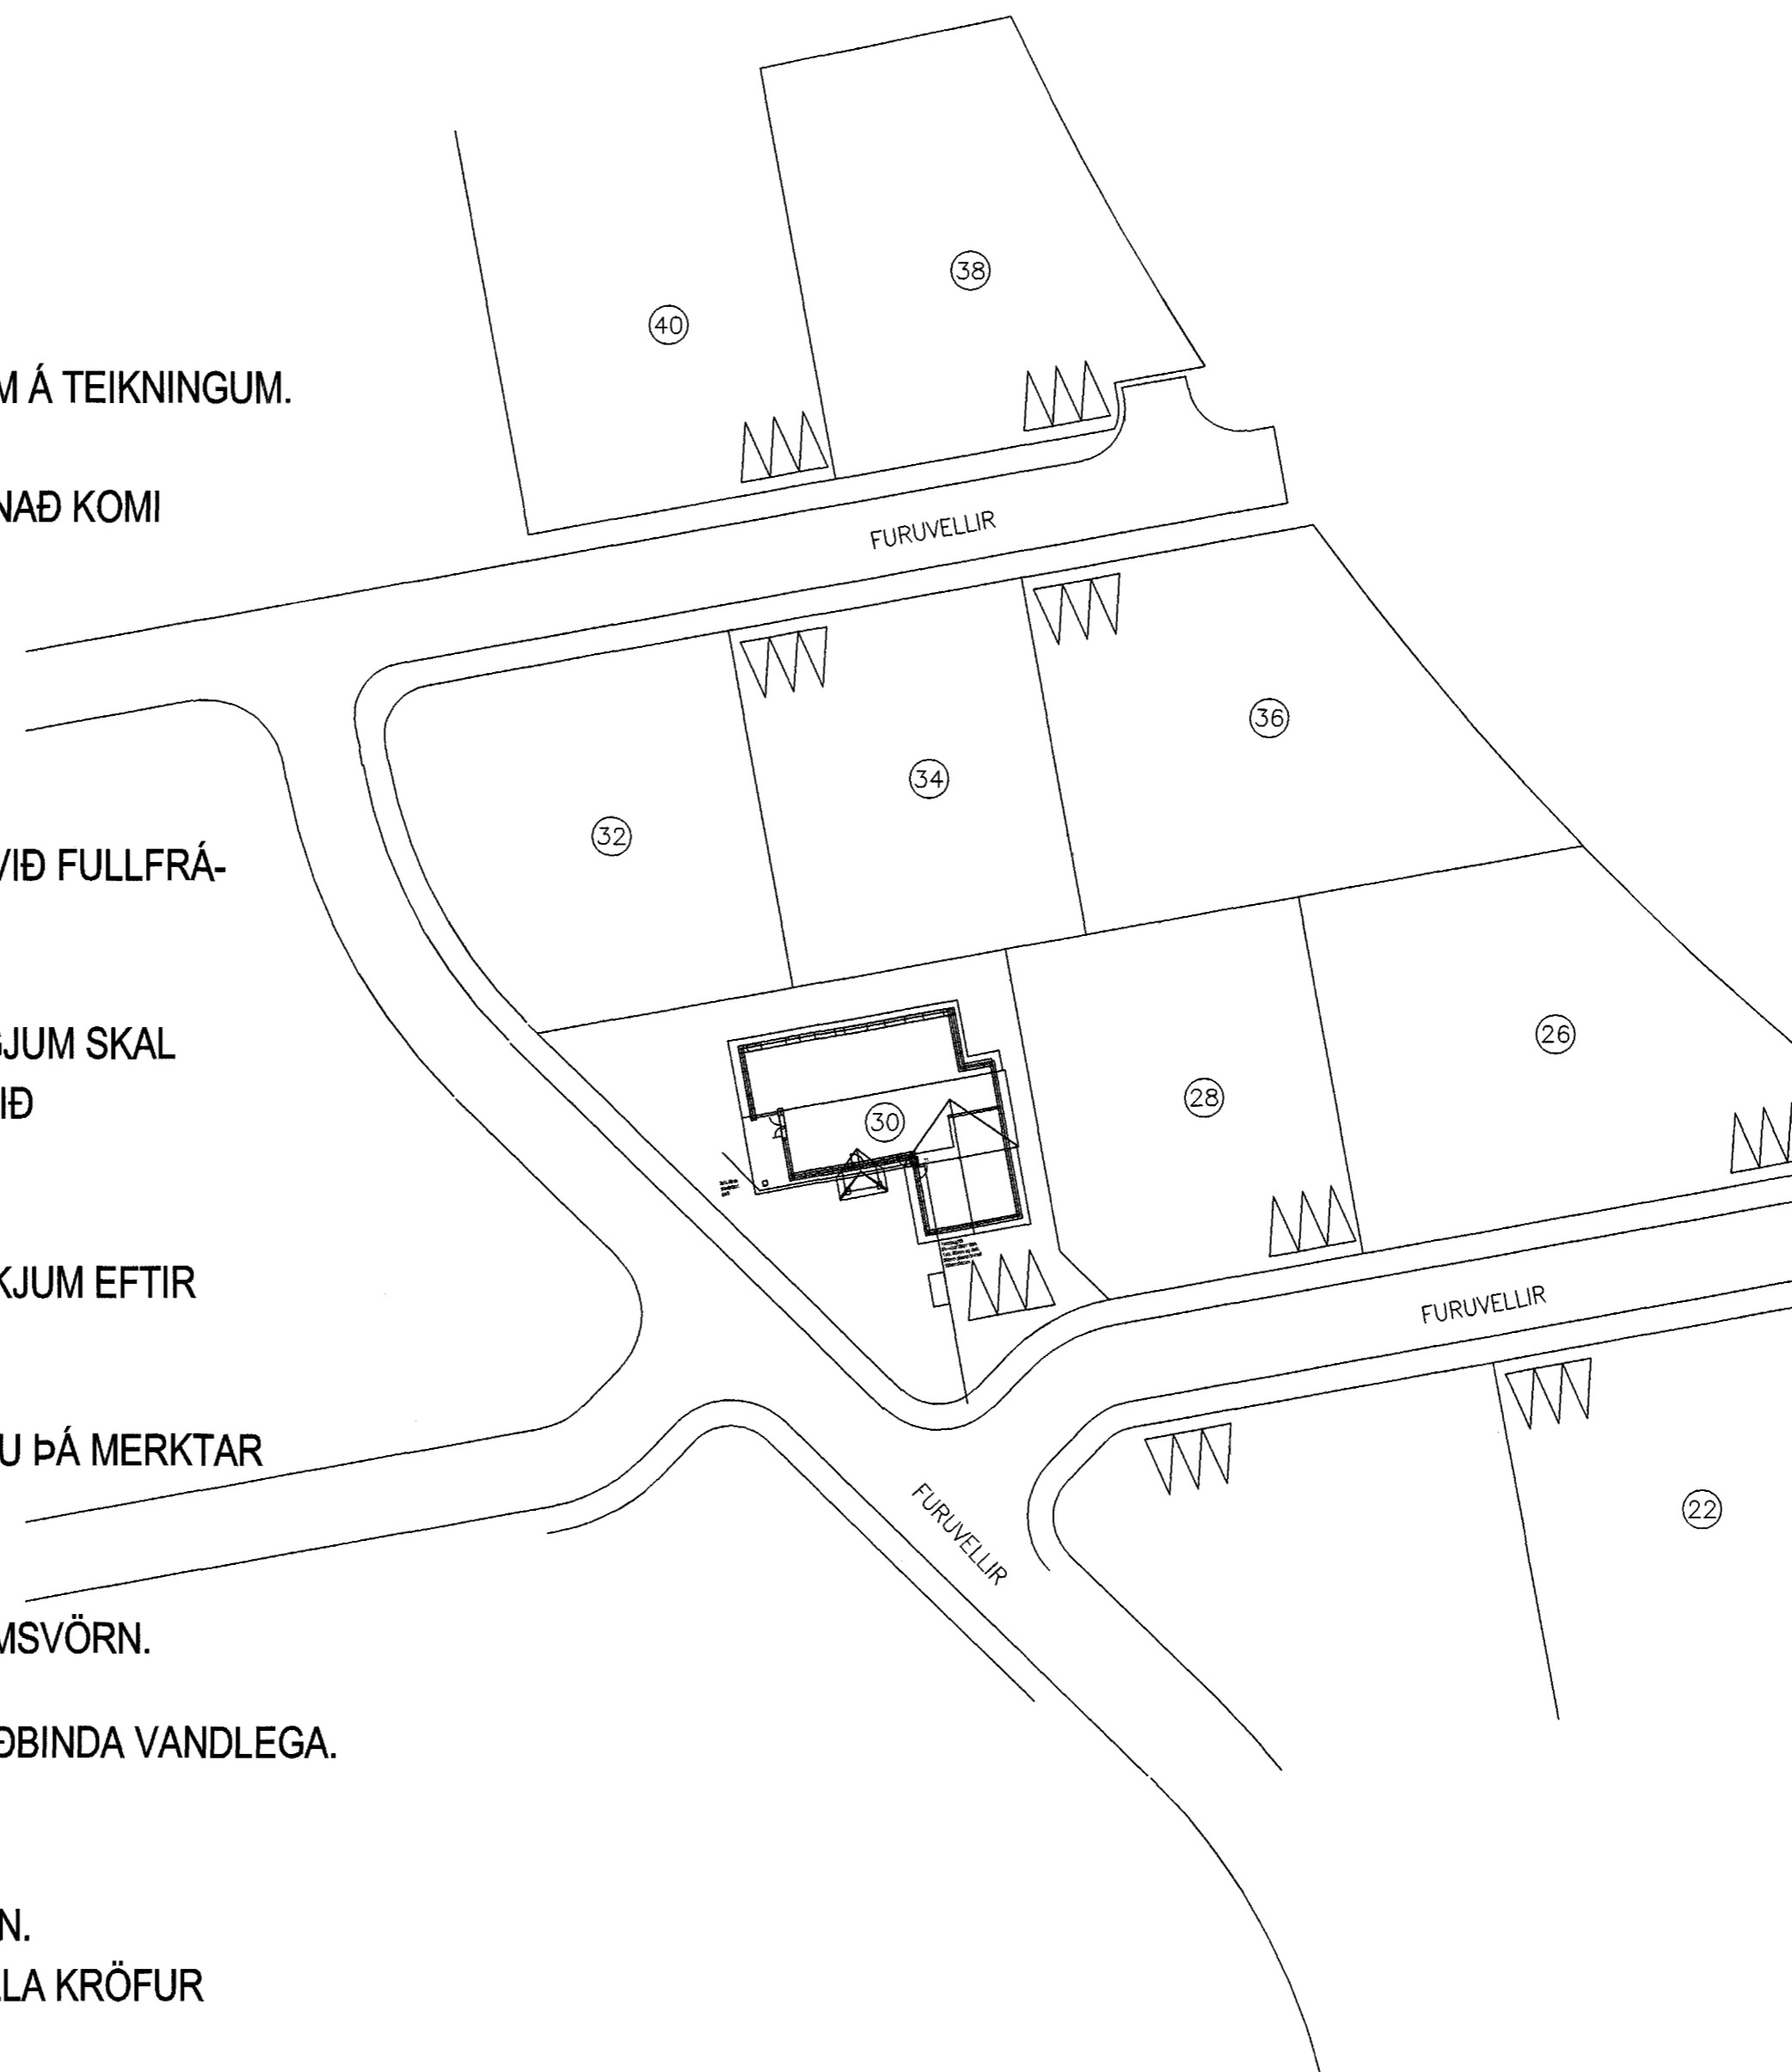 M Á TEIKNINGUM.
NAÐ KOMI
VIÐ FULLFRÁ-
GJUM SKAL
IÐ
KJUM EFTIR
U ÞÁ MERKTAR
MSVÖRN.
ÐBINDA VANDLEGA.
N.
LA KRÖFUR
38
40
FURUVELLIR
36
34
32
26
28
30
FURUVELLIR
22
FURUVELLIR